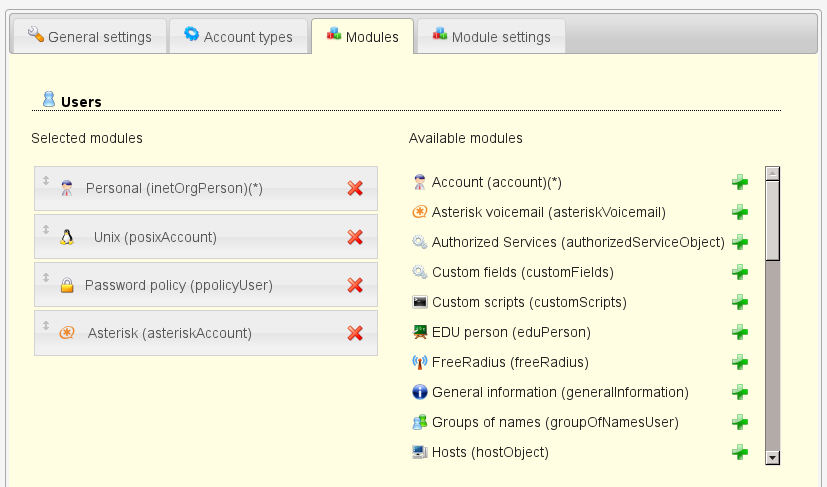 General settings
Account types
Modules
Module settings
Users
Selected modules
Available modules
Personal (inetOrgPerson)(*)
Unix (posixAccount)
Password policy (ppolicyUser)
Asterisk (asteriskAccount)
Account (account)(*)
Asterisk voicemail (asteriskVoicemail)
Authorized Services (authorizedServiceObject)
Custom fields (customFields)
Custom scripts (customScripts)
EDU person (eduPerson)
FreeRadius (freeRadius)
General information (generalInformation)
Groups of names (groupOfNamesUser)
Hosts (hostObject)